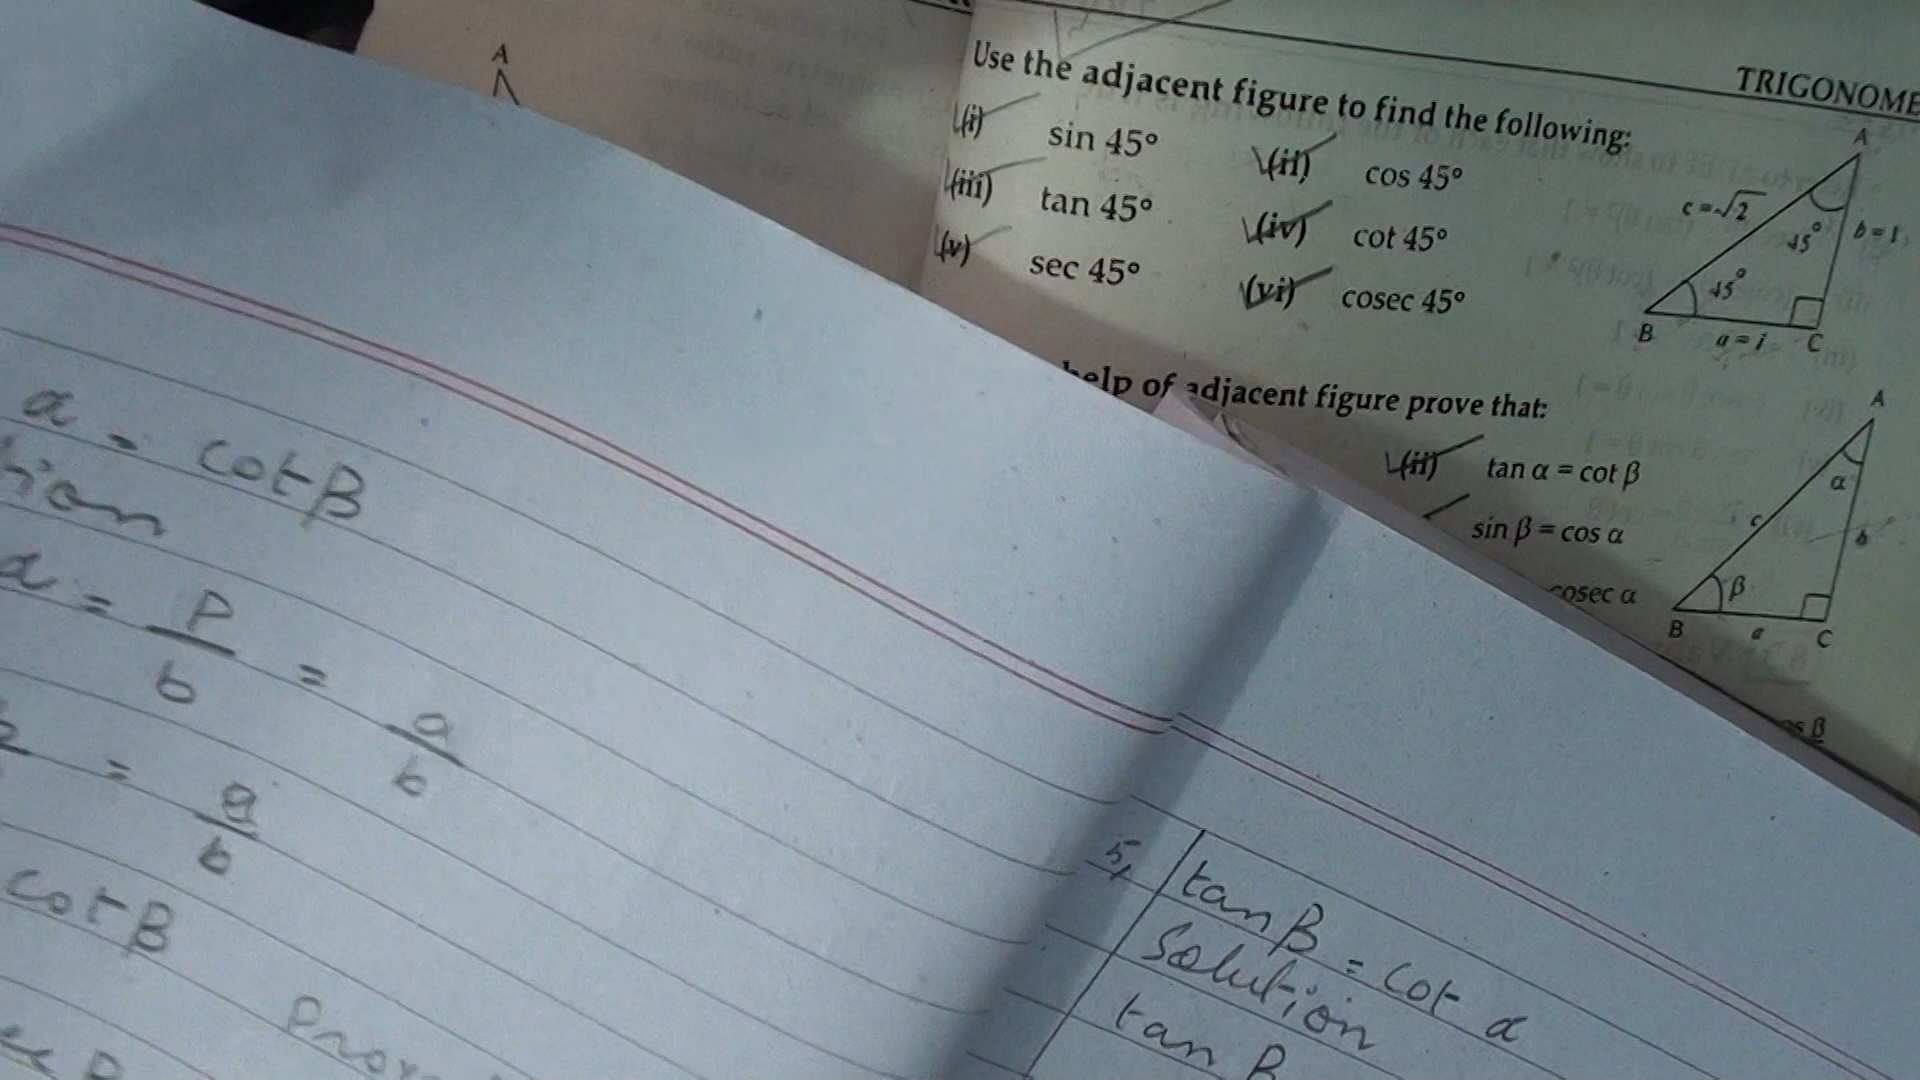 TRIGONOME
Use the adjacent figure to find the following:
(i) sin 45° (ii) cos 45°
(iii) tan 45° (iv) cot 45°
(v) sec 45° (vi) cosec 45°
A
c=√2
45°
b=1
45°
B
a=1
C
help of adjacent figure prove that:
(ii) tan α = cot β
sin β = cos α
cosec α
β
A
α
c
b
β
B
a
C
A
α = cot β
tion
α = P/b = a/b
= a/b
cot β
5,
tan β = cot α
Solution
tan β